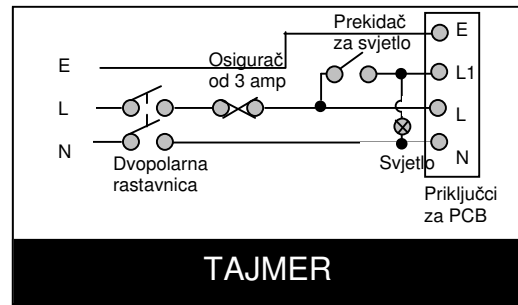 Prekidač
za svjetlo
E
E
Osigurač
od 3 amp
L1
L
L
N
N
Dvopolarna
rastavnica
Svjetlo
Priključci
za PCB
TAJMER